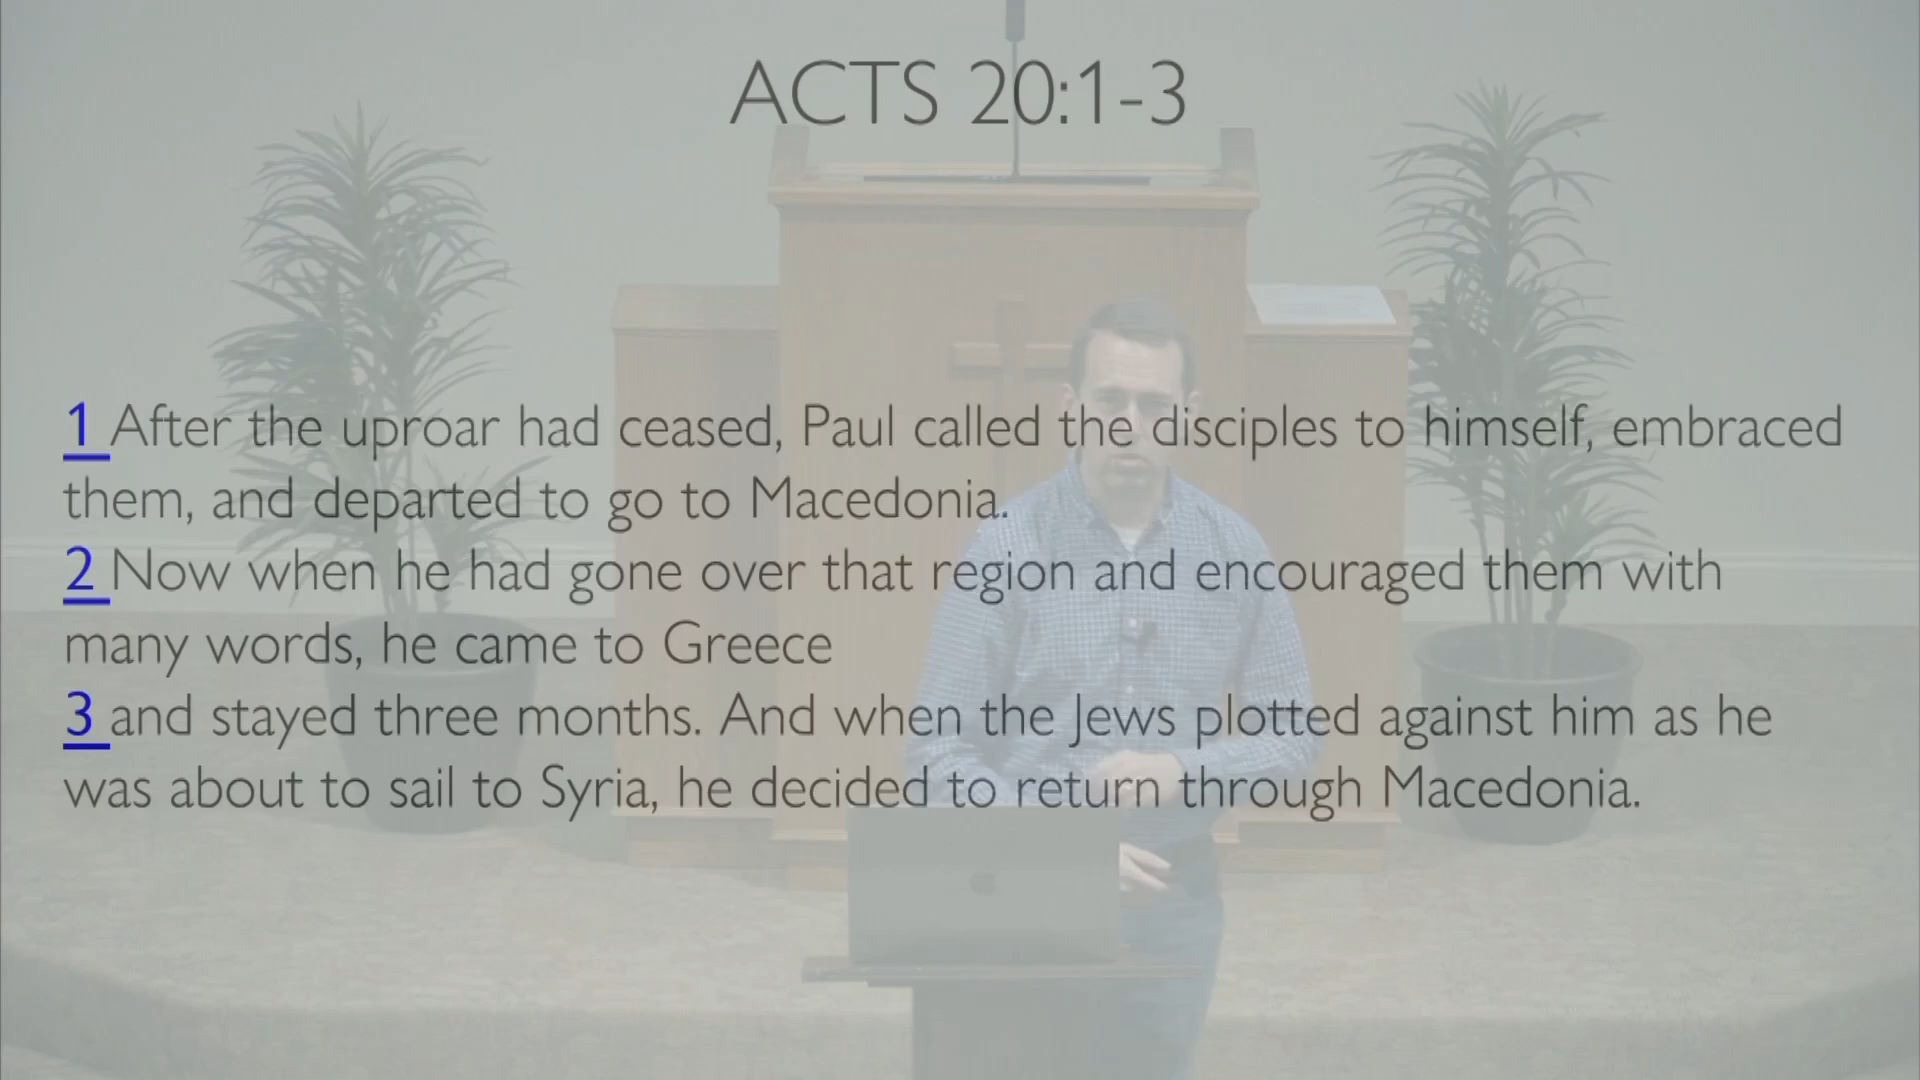 ACTS 20:1-3
1 After the uproar had ceased, Paul called the disciples to himself, embraced
them, and departed to go to Macedonia.
2 Now when he had gone over that region and encouraged them with
many words, he came to Greece
3 and stayed three months. And when the Jews plotted against him as he
was about to sail to Syria, he decided to return through Macedonia.